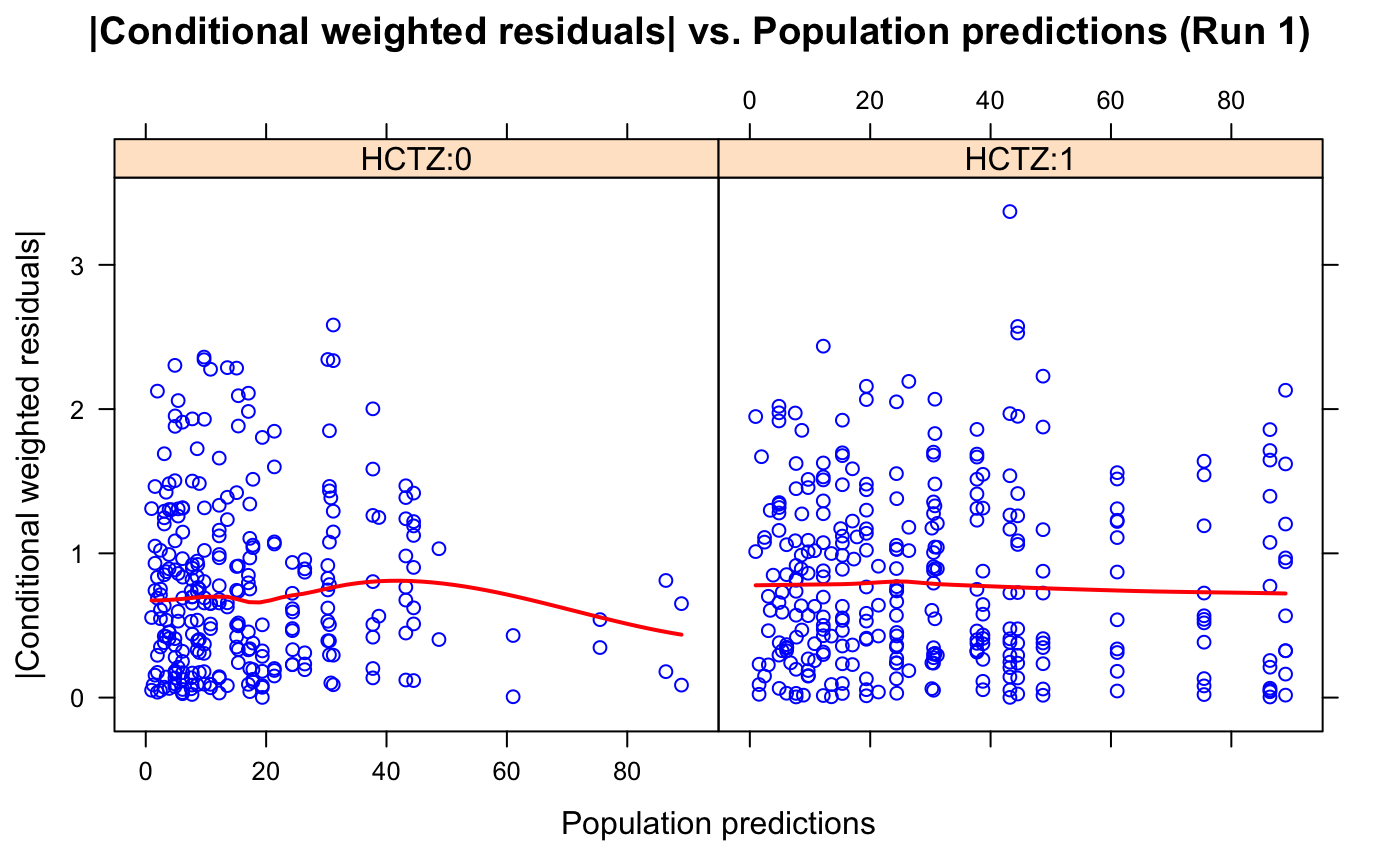 |Conditional weighted residuals| vs. Population predictions (Run 1)
0 20 40 60 80
HCTZ:0 HCTZ:1
|Conditional weighted residuals|
3
2
1
0
0 20 40 60 80
Population predictions